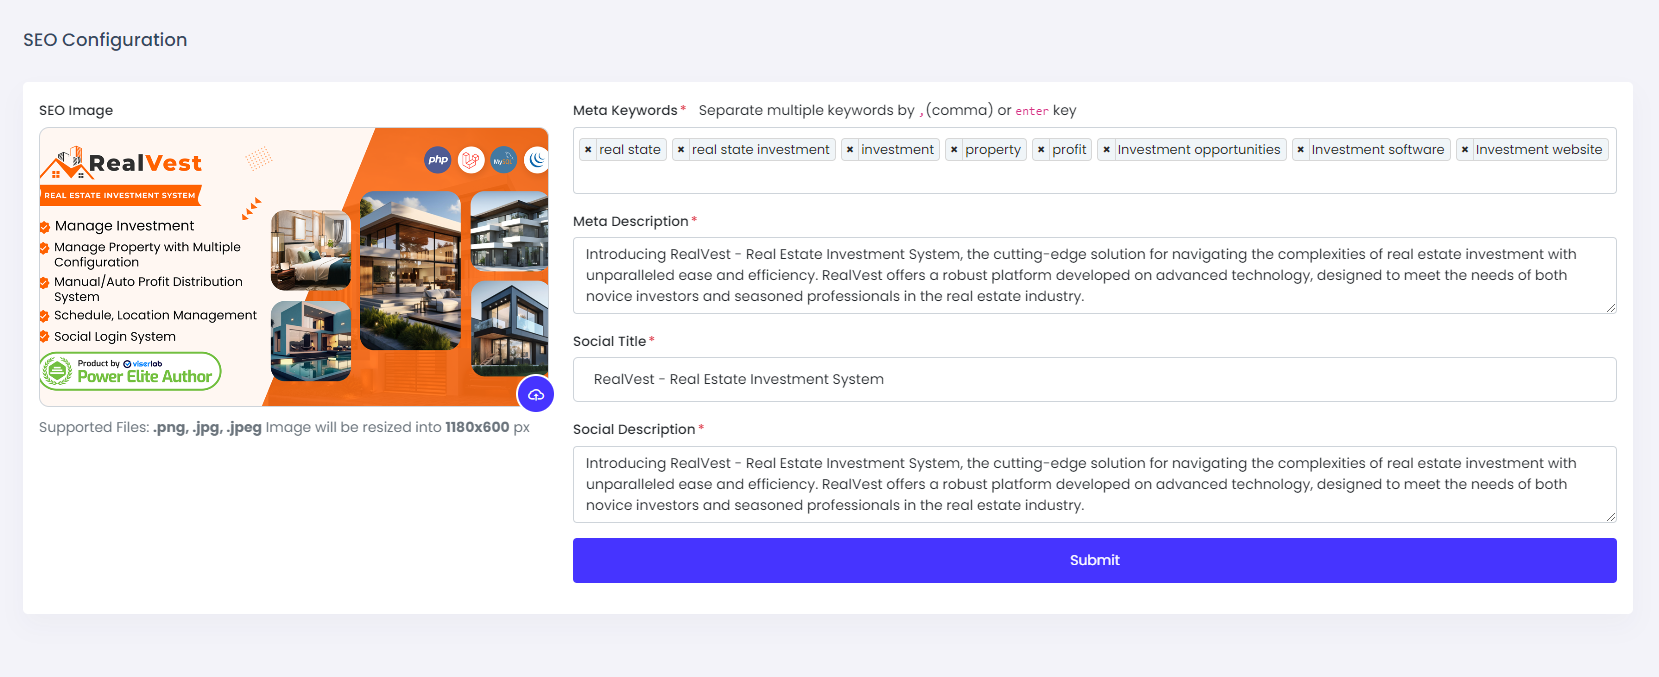 SEO Configuration
SEO Image
RealVest
REAL ESTATE INVESTMENT SYSTEM
Manage Investment
Manage Property with Multiple
Configuration
Manual/Auto Profit Distribution
System
Schedule, Location Management
Social Login System
Product by viserlab
Power Elite Author
php
MySQL
Supported Files: .png, .jpg, .jpeg Image will be resized into 1180x600 px
Meta Keywords* Separate multiple keywords by ,(comma) or enter key
× real state × real state investment × investment × property × profit × Investment opportunities × Investment software × Investment website
Meta Description*
Introducing RealVest - Real Estate Investment System, the cutting-edge solution for navigating the complexities of real estate investment with
unparalleled ease and efficiency. RealVest offers a robust platform developed on advanced technology, designed to meet the needs of both
novice investors and seasoned professionals in the real estate industry.
Social Title*
RealVest - Real Estate Investment System
Social Description*
Introducing RealVest - Real Estate Investment System, the cutting-edge solution for navigating the complexities of real estate investment with
unparalleled ease and efficiency. RealVest offers a robust platform developed on advanced technology, designed to meet the needs of both
novice investors and seasoned professionals in the real estate industry.
Submit